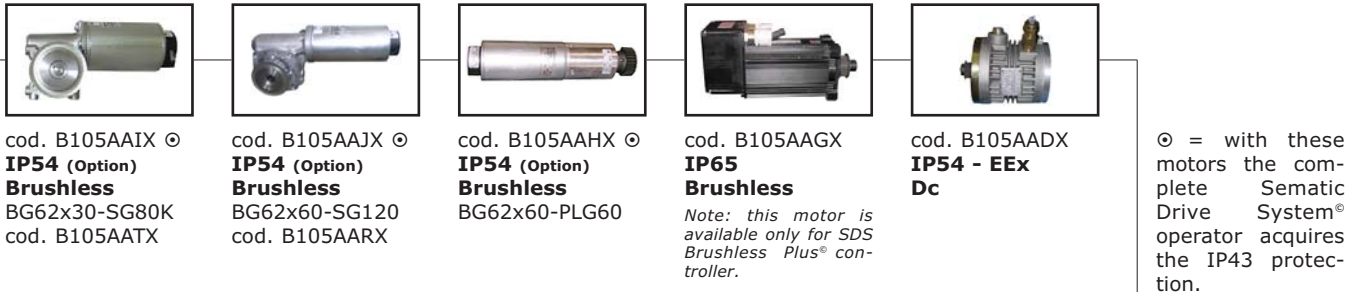 cod. B105AAIX ⊙
IP54 (Option)
Brushless
BG62x30-SG80K
cod. B105AATX
cod. B105AAJX ⊙
IP54 (Option)
Brushless
BG62x60-SG120
cod. B105AARX
cod. B105AAHX ⊙
IP54 (Option)
Brushless
BG62x60-PLG60
cod. B105AAGX
IP65
Brushless
Note: this motor is
available only for SDS
Brushless Plus© con-
troller.
cod. B105AADX
IP54 - EEx
Dc
⊙ = with these
motors the com-
plete Sematic
Drive System©
operator acquires
the IP43 protec-
tion.